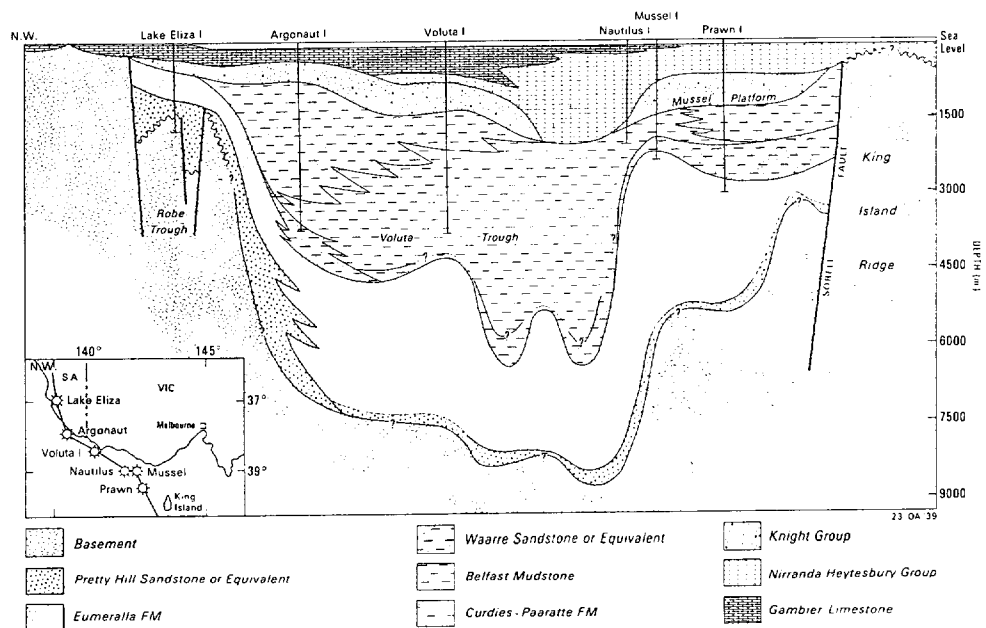 N.W.
Lake Eliza I
Argonaut I
Voluta I
Nautilus I
Mussel I
Prawn I
Sea Level
Mussel Platform
1500
King
3000
FAULT
Island
Robe Trough
Voluta Trough
?
Ridge
4500
SORELL
DEPTH (m)
6000
7500
9000
140°
145°
N.W.
S A
VIC
Lake Eliza
37°
Argonaut
Melbourne
Voluta I
Nautilus
Mussel
39°
Prawn
King Island
23 OA 39
Basement
Pretty Hill Sandstone or Equivalent
Eumeralla FM
Waarre Sandstone or Equivalent
Belfast Mudstone
Curdies - Paaratte FM
Knight Group
Nirranda Heytesbury Group
Gambier Limestone